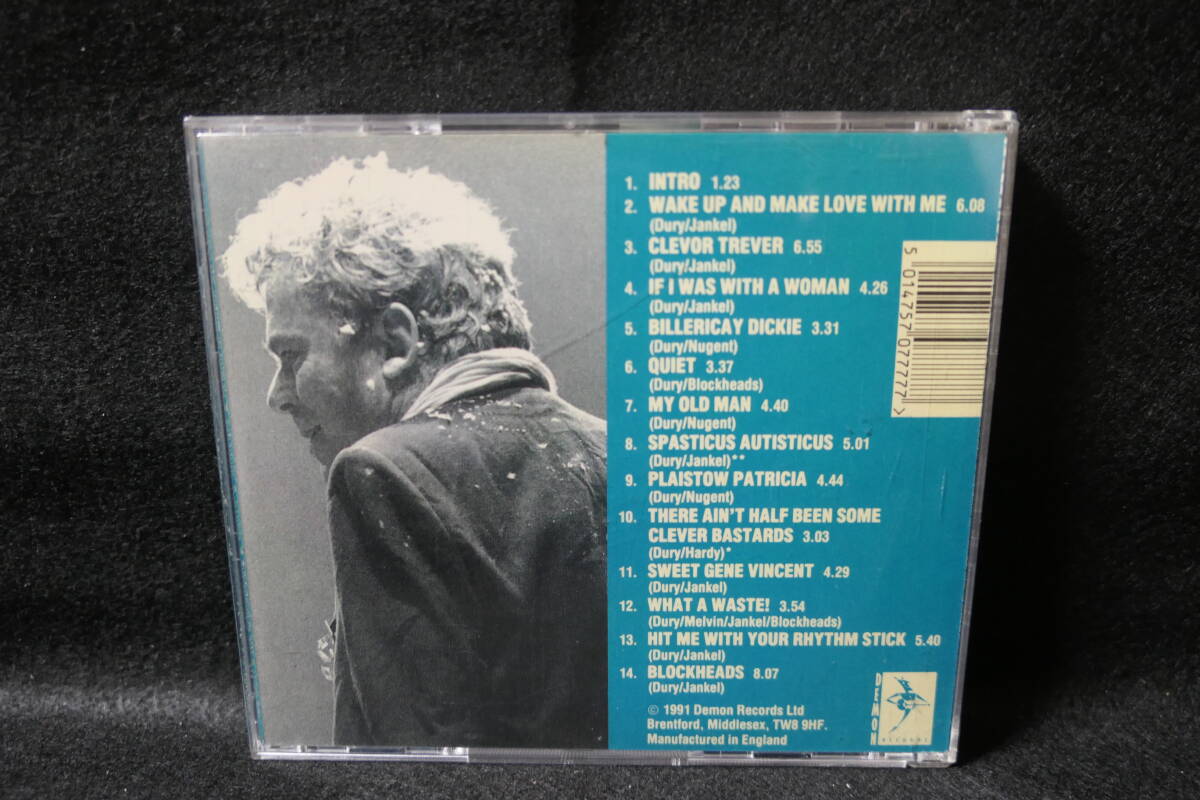 1. INTRO 1.23
2. WAKE UP AND MAKE LOVE WITH ME 6.08
(Dury/Jankel)
3. CLEVOR TREVER 6.55
(Dury/Jankel)
4. IF I WAS WITH A WOMAN 4.26
(Dury/Jankel)
5. BILLERICAY DICKIE 3.31
(Dury/Nugent)
6. QUIET 3.37
(Dury/Blockheads)
7. MY OLD MAN 4.40
(Dury/Nugent)
8. SPASTICUS AUTISTICUS 5.01
(Dury/Jankel)**
9. PLAISTOW PATRICIA 4.44
(Dury/Nugent)
10. THERE AIN'T HALF BEEN SOME
CLEVER BASTARDS 3.03
(Dury/Hardy)*
11. SWEET GENE VINCENT 4.29
(Dury/Jankel)
12. WHAT A WASTE! 3.54
(Dury/Melvin/Jankel/Blockheads)
13. HIT ME WITH YOUR RHYTHM STICK 5.40
(Dury/Jankel)
14. BLOCKHEADS 8.07
(Dury/Jankel)
© 1991 Demon Records Ltd
Brentford, Middlesex, TW8 9HF.
Manufactured in England
5 014757 077777 >
DEMON
RECORDS